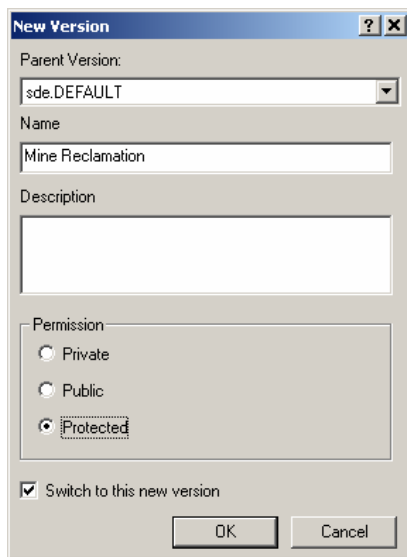 New Version
Parent Version:
sde.DEFAULT
Name
Mine Reclamation
Description
Permission
Private
Public
Protected
Switch to this new version
OK Cancel